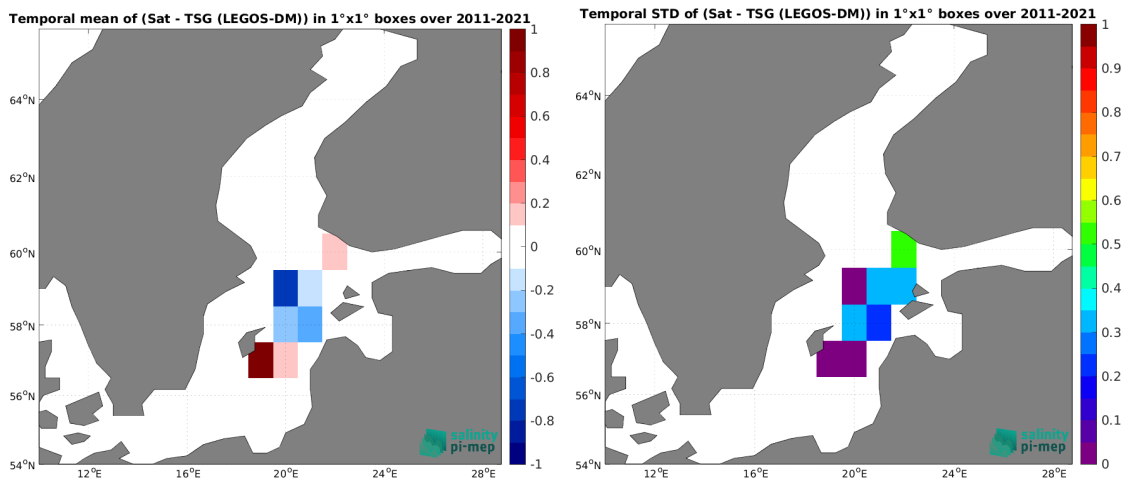 Temporal mean of (Sat - TSG (LEGOS-DM)) in 1°x1° boxes over 2011-2021
64°N
62°N
60°N
58°N
56°N
54°N
12°E
20°E
24°E
28°E
1
0.8
0.6
0.4
0.2
0
-0.2
-0.4
-0.6
-0.8
-1
salinity
pi-mep
Temporal STD of (Sat - TSG (LEGOS-DM)) in 1°x1° boxes over 2011-2021
64°N
62°N
60°N
58°N
56°N
54°N
12°E
16°E
20°E
24°E
28°E
1
0.9
0.8
0.7
0.6
0.5
0.4
0.3
0.2
0.1
0
salinity
pi-mep